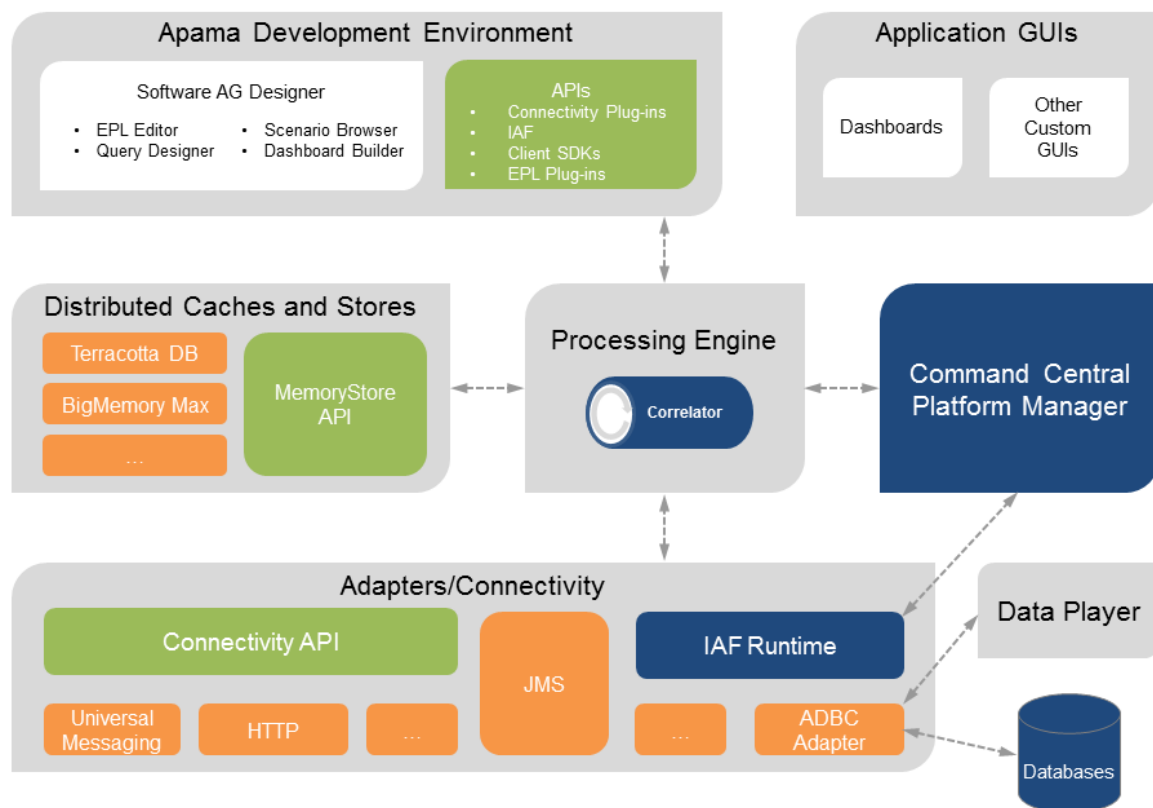 Apama Development Environment
Software AG Designer
• EPL Editor
• Query Designer
• Scenario Browser
• Dashboard Builder
APIs
• Connectivity Plug-ins
• IAF
• Client SDKs
• EPL Plug-ins
Application GUIs
Dashboards
Other
Custom
GUIs
Distributed Caches and Stores
Terracotta DB
BigMemory Max
...
MemoryStore
API
Processing Engine
Correlator
Command Central
Platform Manager
Adapters/Connectivity
Connectivity API
JMS
IAF Runtime
Universal
Messaging
HTTP
...
...
ADBC
Adapter
Data Player
Databases